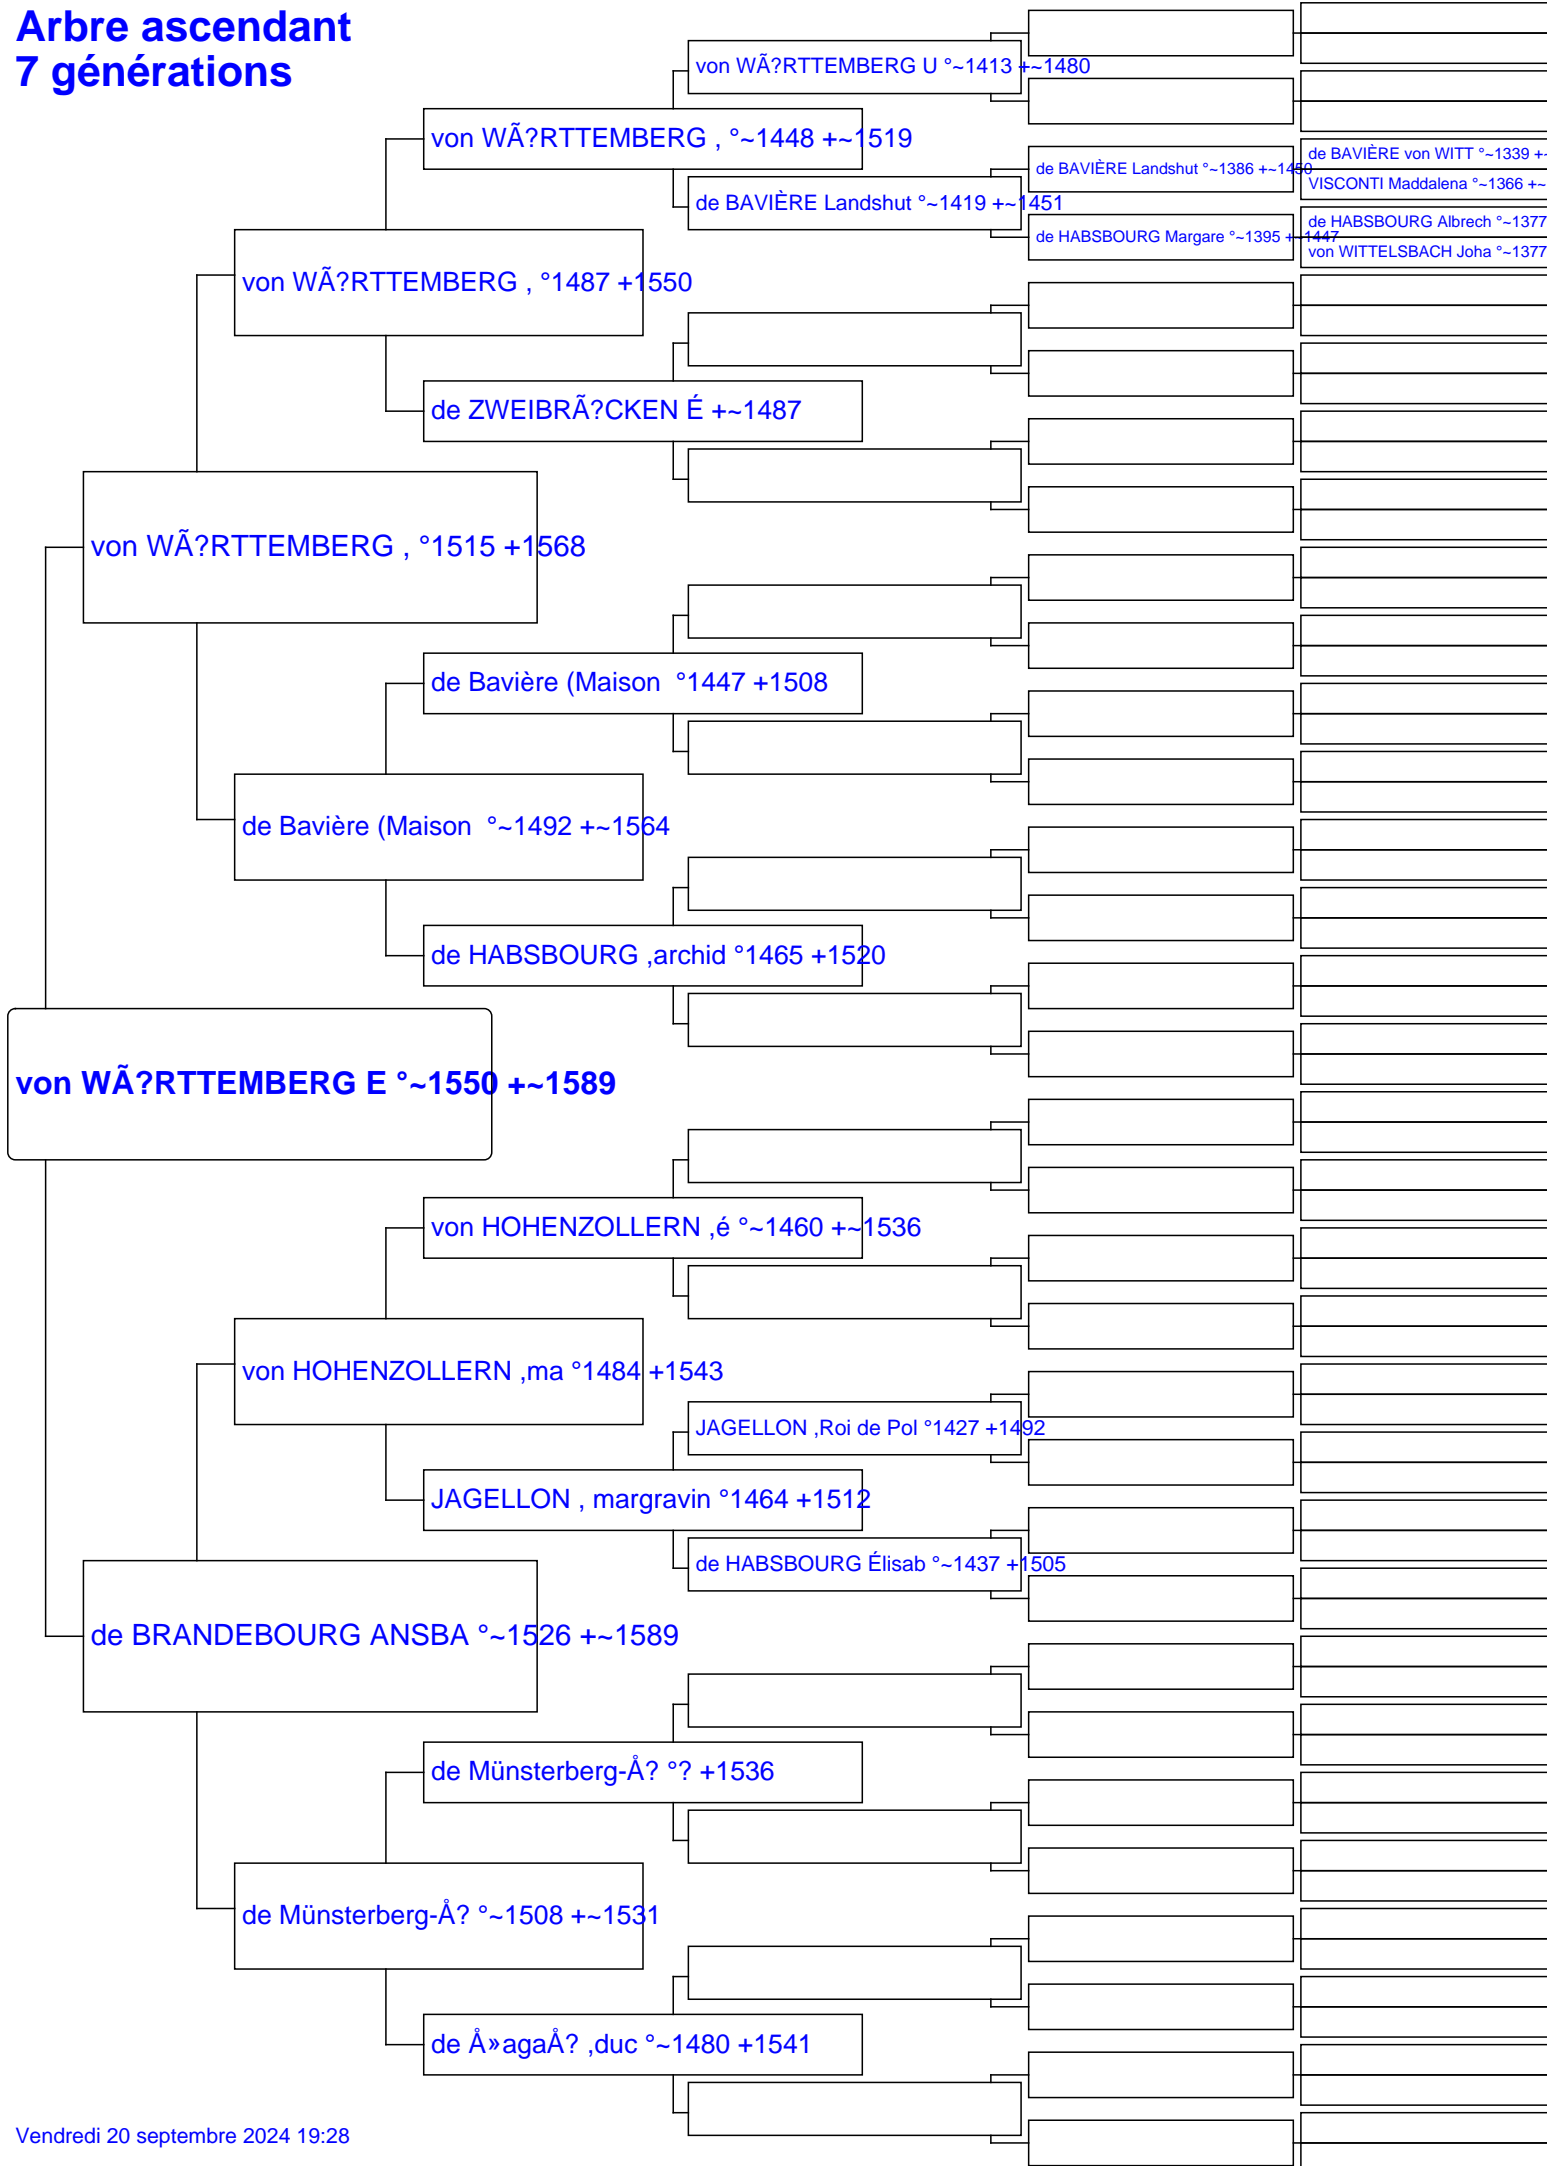 Arbre ascendant
7 générations
von WÃ?RTTEMBERG U °~1413 +~1480
von WÃ?RTTEMBERG , °~1448 +~1519
de BAVIÈRE von WITT °~1339 +~
de BAVIÈRE Landshut °~1386 +~1450
VISCONTI Maddalena °~1366 +~
de BAVIÈRE Landshut °~1419 +~1451
de HABSBOURG Albrech °~1377
de HABSBOURG Margare °~1395 +~1447
von WITTELSBACH Joha °~1377
von WÃ?RTTEMBERG , °1487 +1550
de ZWEIBRÃ?CKEN É +~1487
von WÃ?RTTEMBERG , °1515 +1568
de Bavière (Maison  °1447 +1508
de Bavière (Maison  °~1492 +~1564
de HABSBOURG ,archid °1465 +1520
von WÃ?RTTEMBERG E °~1550 +~1589
von HOHENZOLLERN ,é °~1460 +~1536
von HOHENZOLLERN ,ma °1484 +1543
JAGELLON ,Roi de Pol °1427 +1492
JAGELLON , margravin °1464 +1512
de HABSBOURG Élisab °~1437 +1505
de BRANDEBOURG ANSBA °~1526 +~1589
de Münsterberg-Å? °? +1536
de Münsterberg-Å? °~1508 +~1531
de Å»agaÅ? ,duc °~1480 +1541
Vendredi 20 septembre 2024 19:28